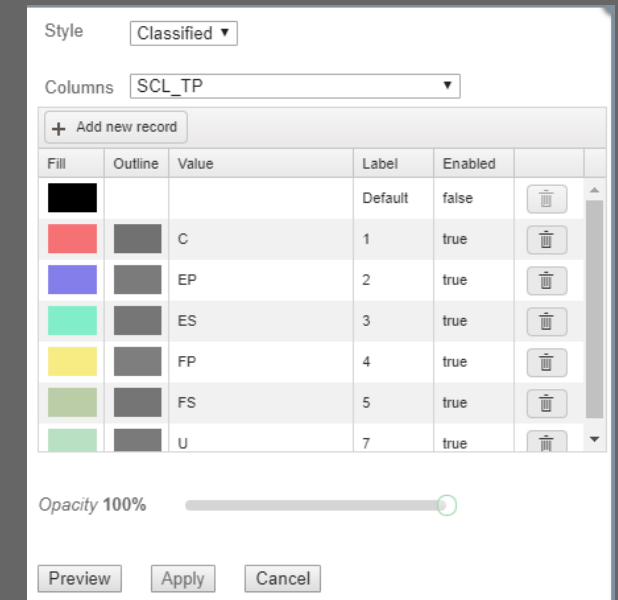 Style Classified
Columns SCL_TP
+ Add new record
Fill Outline Value Label Enabled
Default false
C 1 true
EP 2 true
ES 3 true
FP 4 true
FS 5 true
U 7 true
Opacity 100%
Preview Apply Cancel